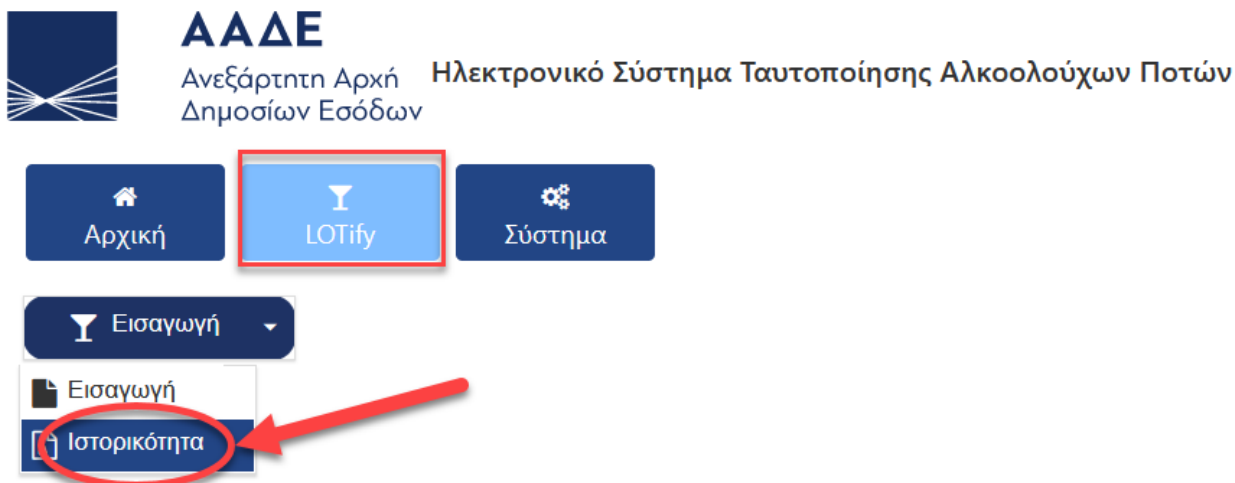 ΑΑΔΕ
Ανεξάρτητη Αρχή
Δημοσίων Εσόδων
Ηλεκτρονικό Σύστημα Ταυτοποίησης Αλκοολούχων Ποτών
Αρχική
LOTify
Σύστημα
Εισαγωγή
Εισαγωγή
Ιστορικότητα